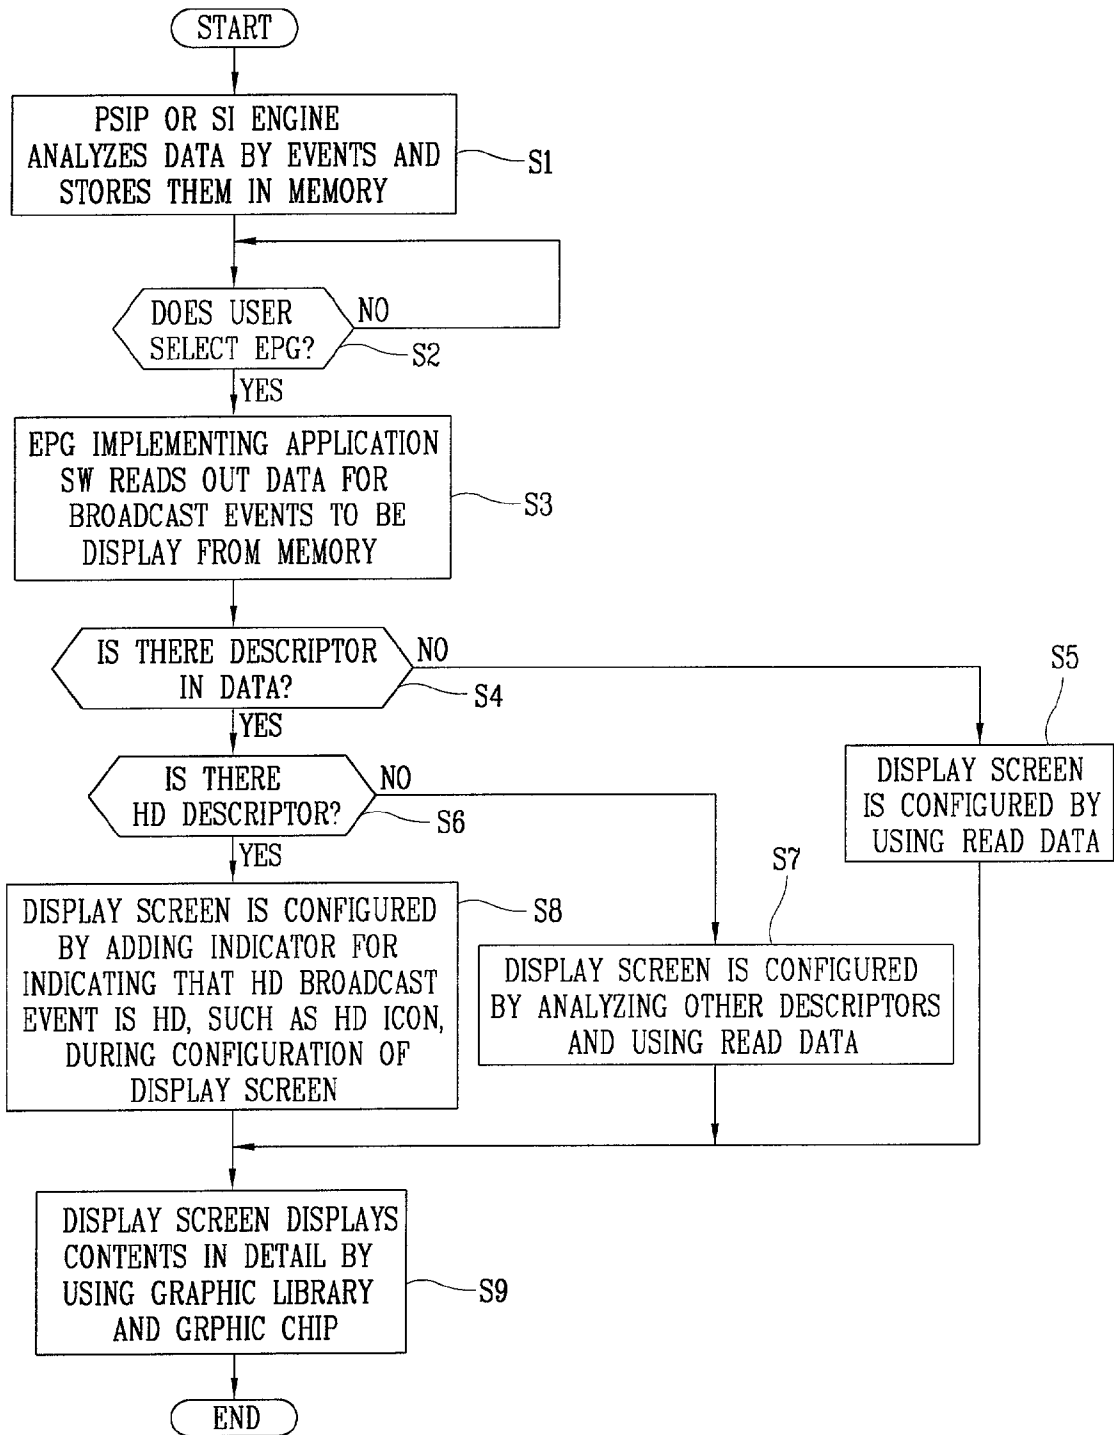 START
PSIP OR SI ENGINE
ANALYZES DATA BY EVENTS AND
STORES THEM IN MEMORY
S1
DOES USER
SELECT EPG?
NO
S2
YES
EPG IMPLEMENTING APPLICATION
SW READS OUT DATA FOR
BROADCAST EVENTS TO BE
DISPLAY FROM MEMORY
S3
IS THERE DESCRIPTOR
IN DATA?
NO
S4
YES
S5
DISPLAY SCREEN
IS CONFIGURED BY
USING READ DATA
IS THERE
HD DESCRIPTOR?
NO
S6
YES
S7
DISPLAY SCREEN IS CONFIGURED
BY ANALYZING OTHER DESCRIPTORS
AND USING READ DATA
DISPLAY SCREEN IS CONFIGURED
BY ADDING INDICATOR FOR
INDICATING THAT HD BROADCAST
EVENT IS HD, SUCH AS HD ICON,
DURING CONFIGURATION OF
DISPLAY SCREEN
S8
DISPLAY SCREEN DISPLAYS
CONTENTS IN DETAIL BY
USING GRAPHIC LIBRARY
AND GRPHIC CHIP
S9
END